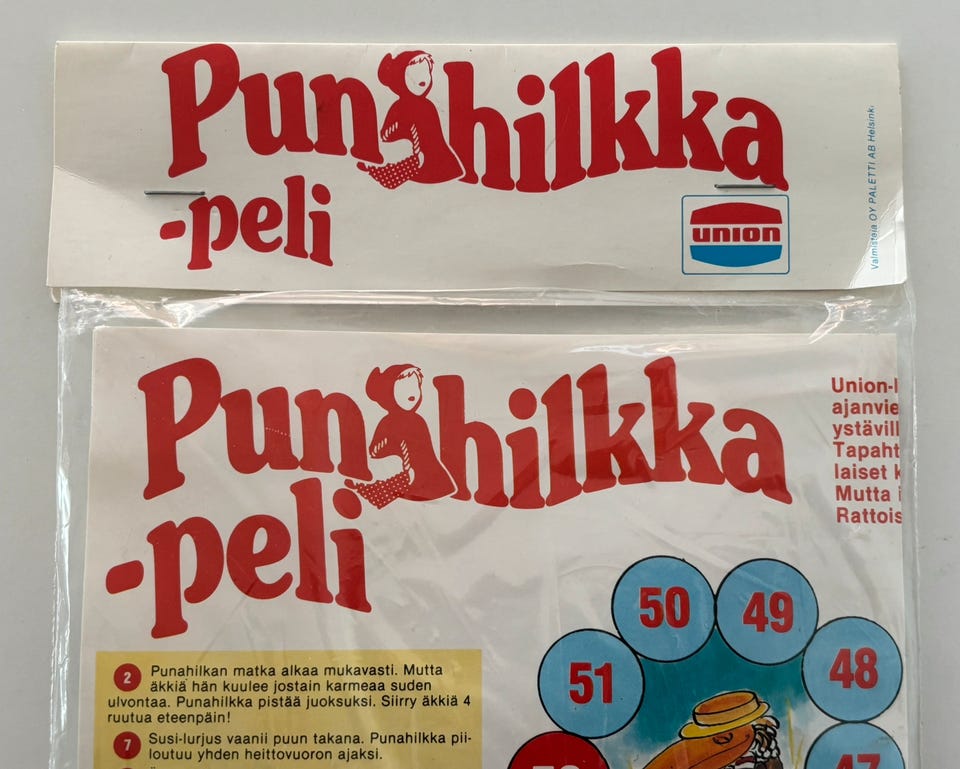 Punahilkka
-peli
union
Valmistaja OY PALETTI AB Helsinki
Punahilkka
-peli
Union-
ajanvie
ystävill
Tapaht
laiset
Mutta
Rattois
50
49
51
48
47
2 Punahilkan matka alkaa mukavasti. Mutta
äkkiä hän kuulee jostain karmeaa suden
ulvontaa. Punahilkka pistää juoksuksi. Siirry äkkiä 4
ruutua eteenpäin!
7 Susi-lurjus vaanii puun takana. Punahilkka pii-
loutuu yhden heittovuoron ajaksi.